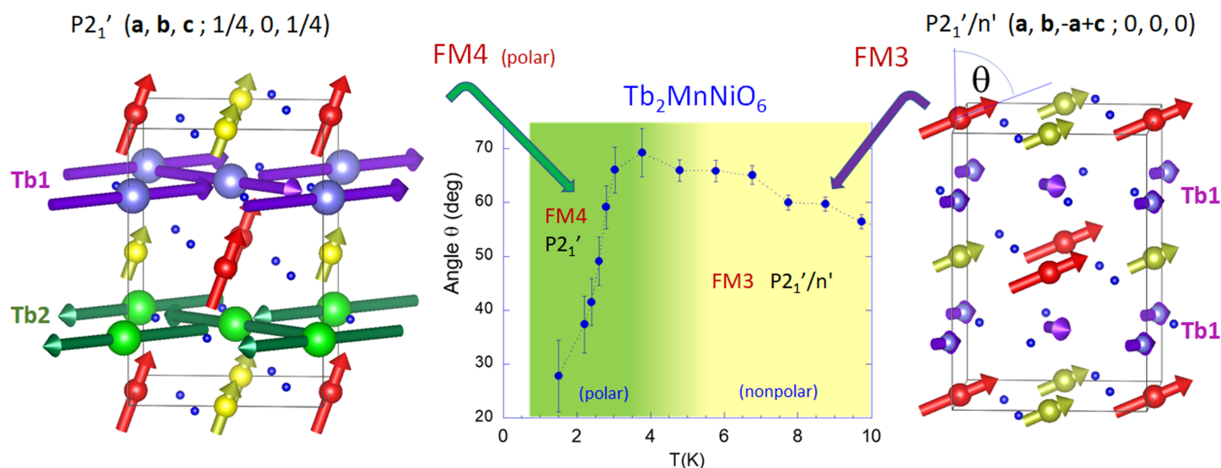 P2₁′ (a, b, c ; 1/4, 0, 1/4)
Tb1
Tb2
FM4 (polar)
FM3
Tb₂MnNiO₆
Angle θ (deg)
70
60
50
40
30
20
FM4
P2₁′
FM3 P2₁′/n'
(polar)
(nonpolar)
0
2
4
6
8
10
T(K)
P2₁′/n' (a, b,-a+c ; 0, 0, 0)
θ
Tb1
Tb1